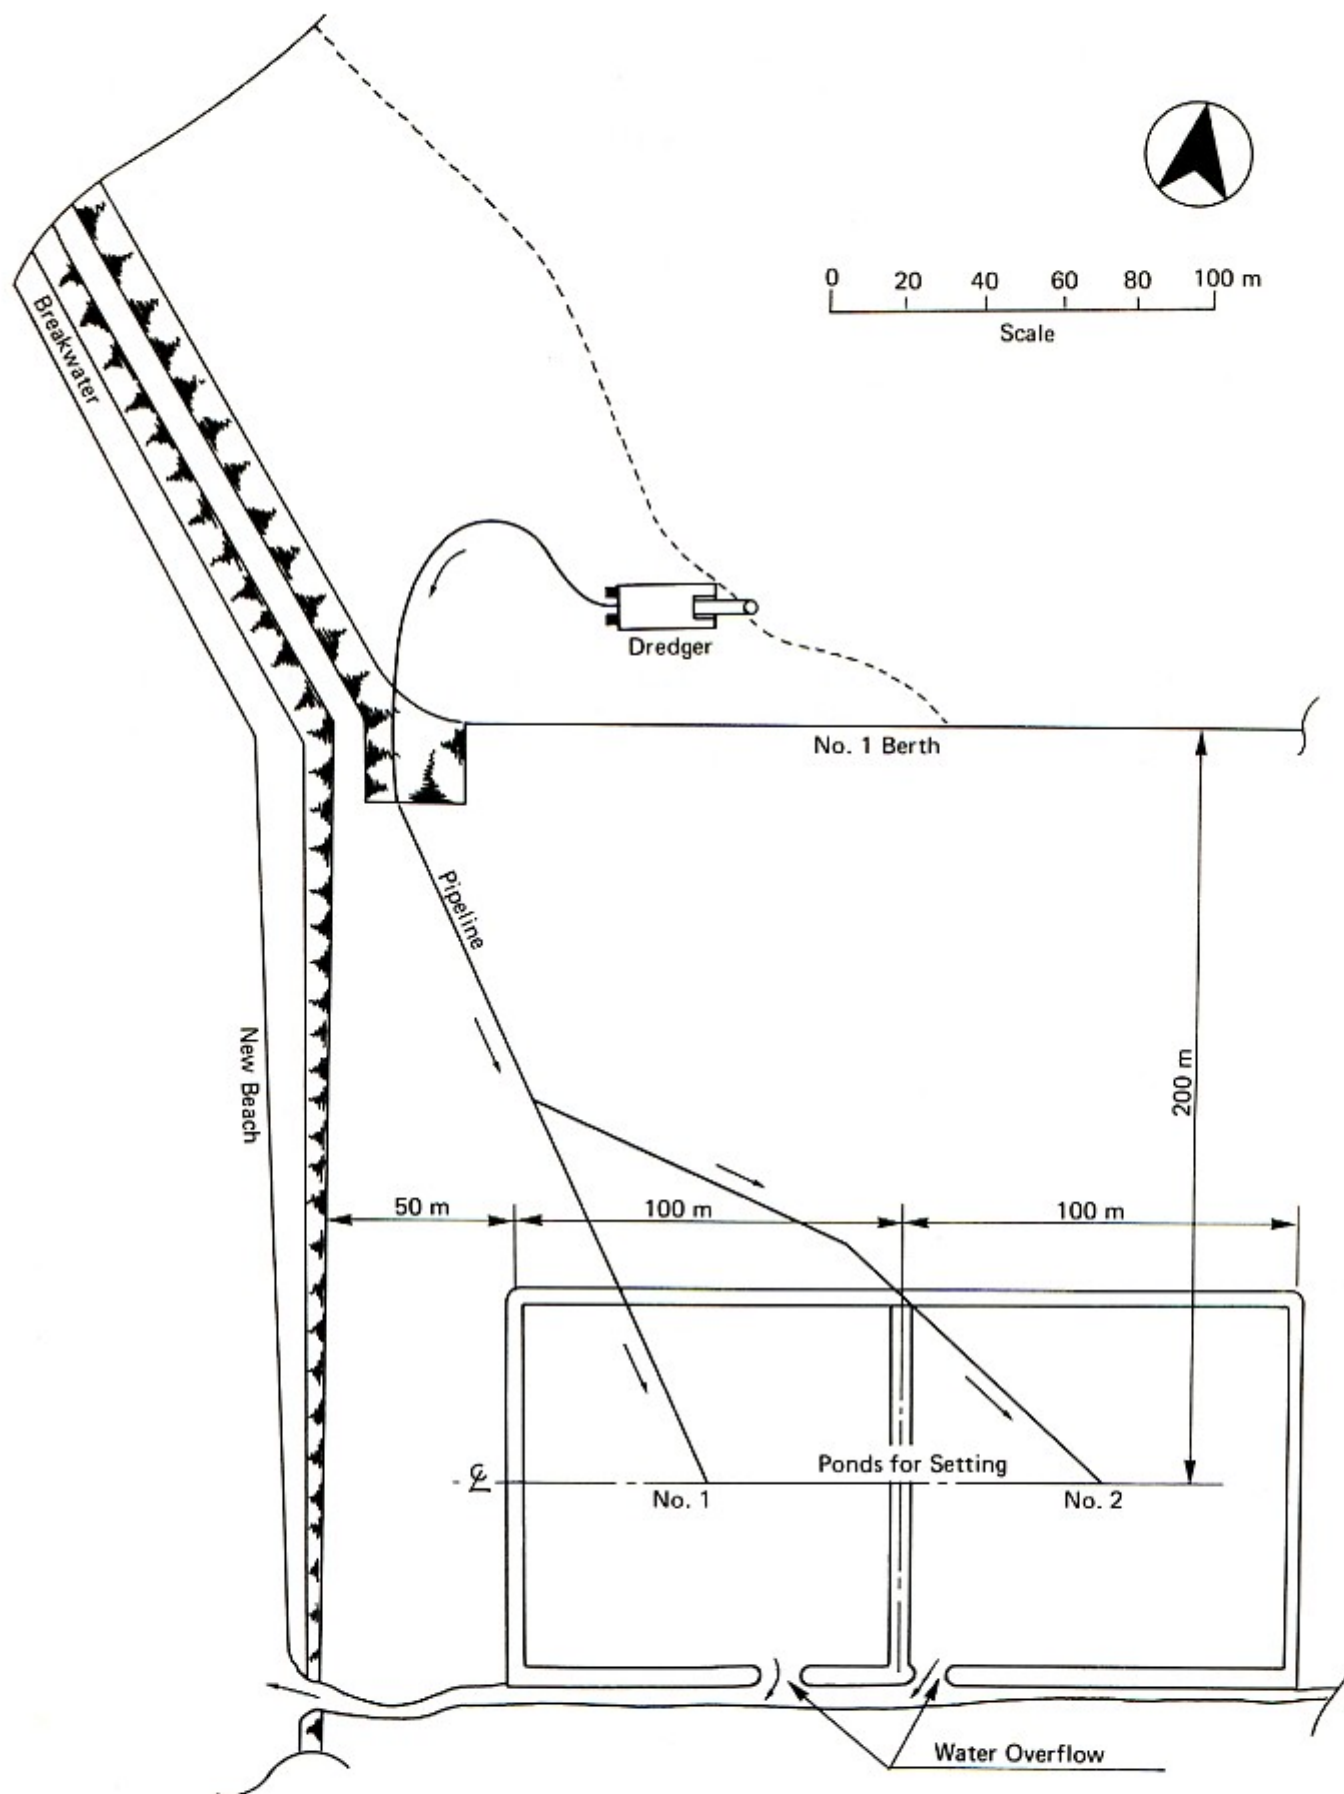 0 20 40 60 80 100 m
Scale
Breakwater
Dredger
No. 1 Berth
Pipeline
New Beach
200 m
50 m
100 m
100 m
Ponds for Setting
℄
No. 1
No. 2
Water Overflow